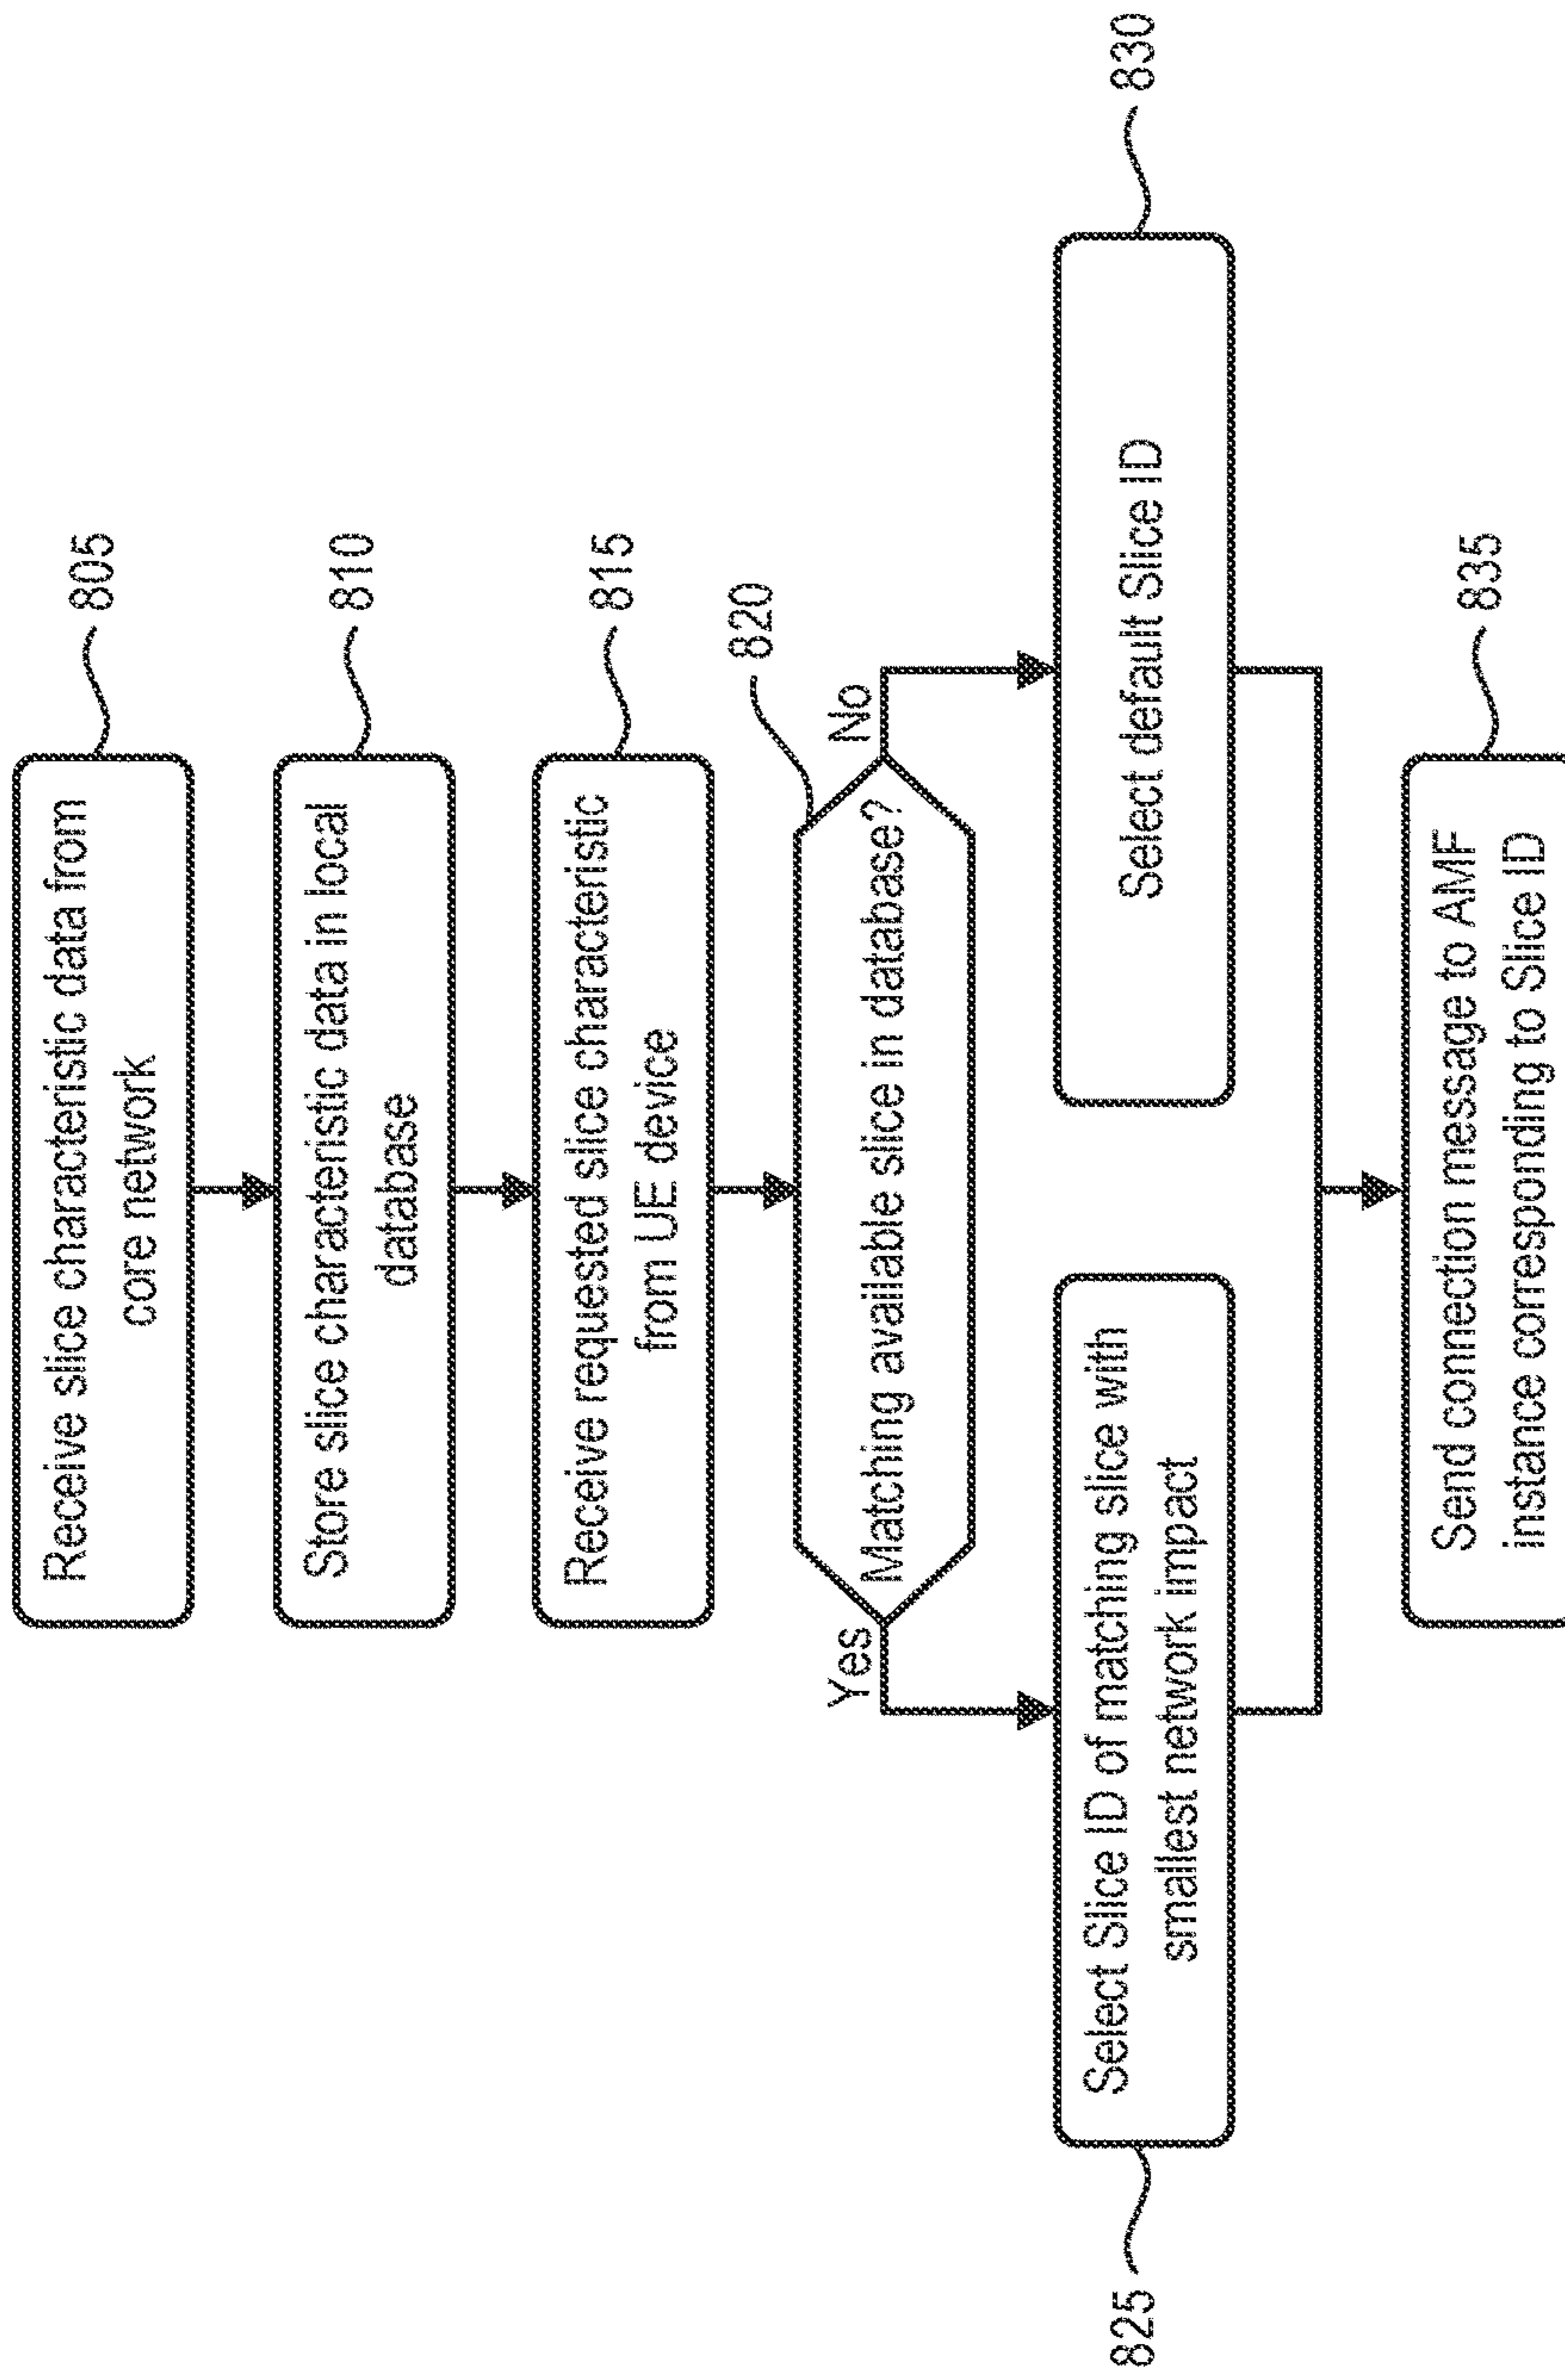 Receive slice characteristic data from
core network
805
Store slice characteristic data in local
database
810
Receive requested slice characteristic
from UE device
815
820
Matching available slice in database?
Yes
No
825
Select Slice ID of matching slice with
smallest network impact
Select default Slice ID
830
Send connection message to AMF
instance corresponding to Slice ID
835